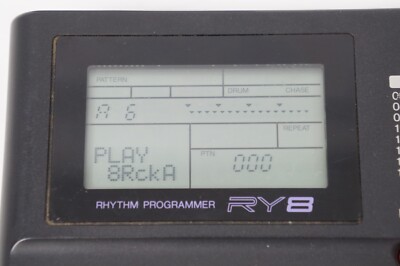 PATTERN
DRUM CHASE
A 6
REPEAT
PLAY PTN. 000
8RckA
RHYTHM PROGRAMMER RY8